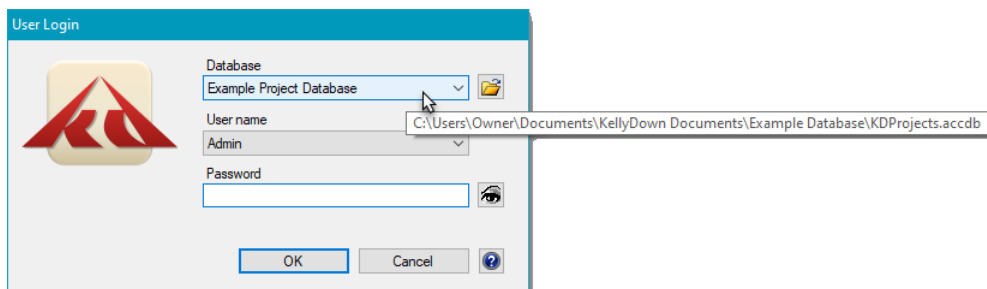 User Login
Database
Example Project Database
C:\Users\Owner\Documents\KellyDown Documents\Example Database\KDProjects.accdb
User name
Admin
Password
OK
Cancel
?
kd